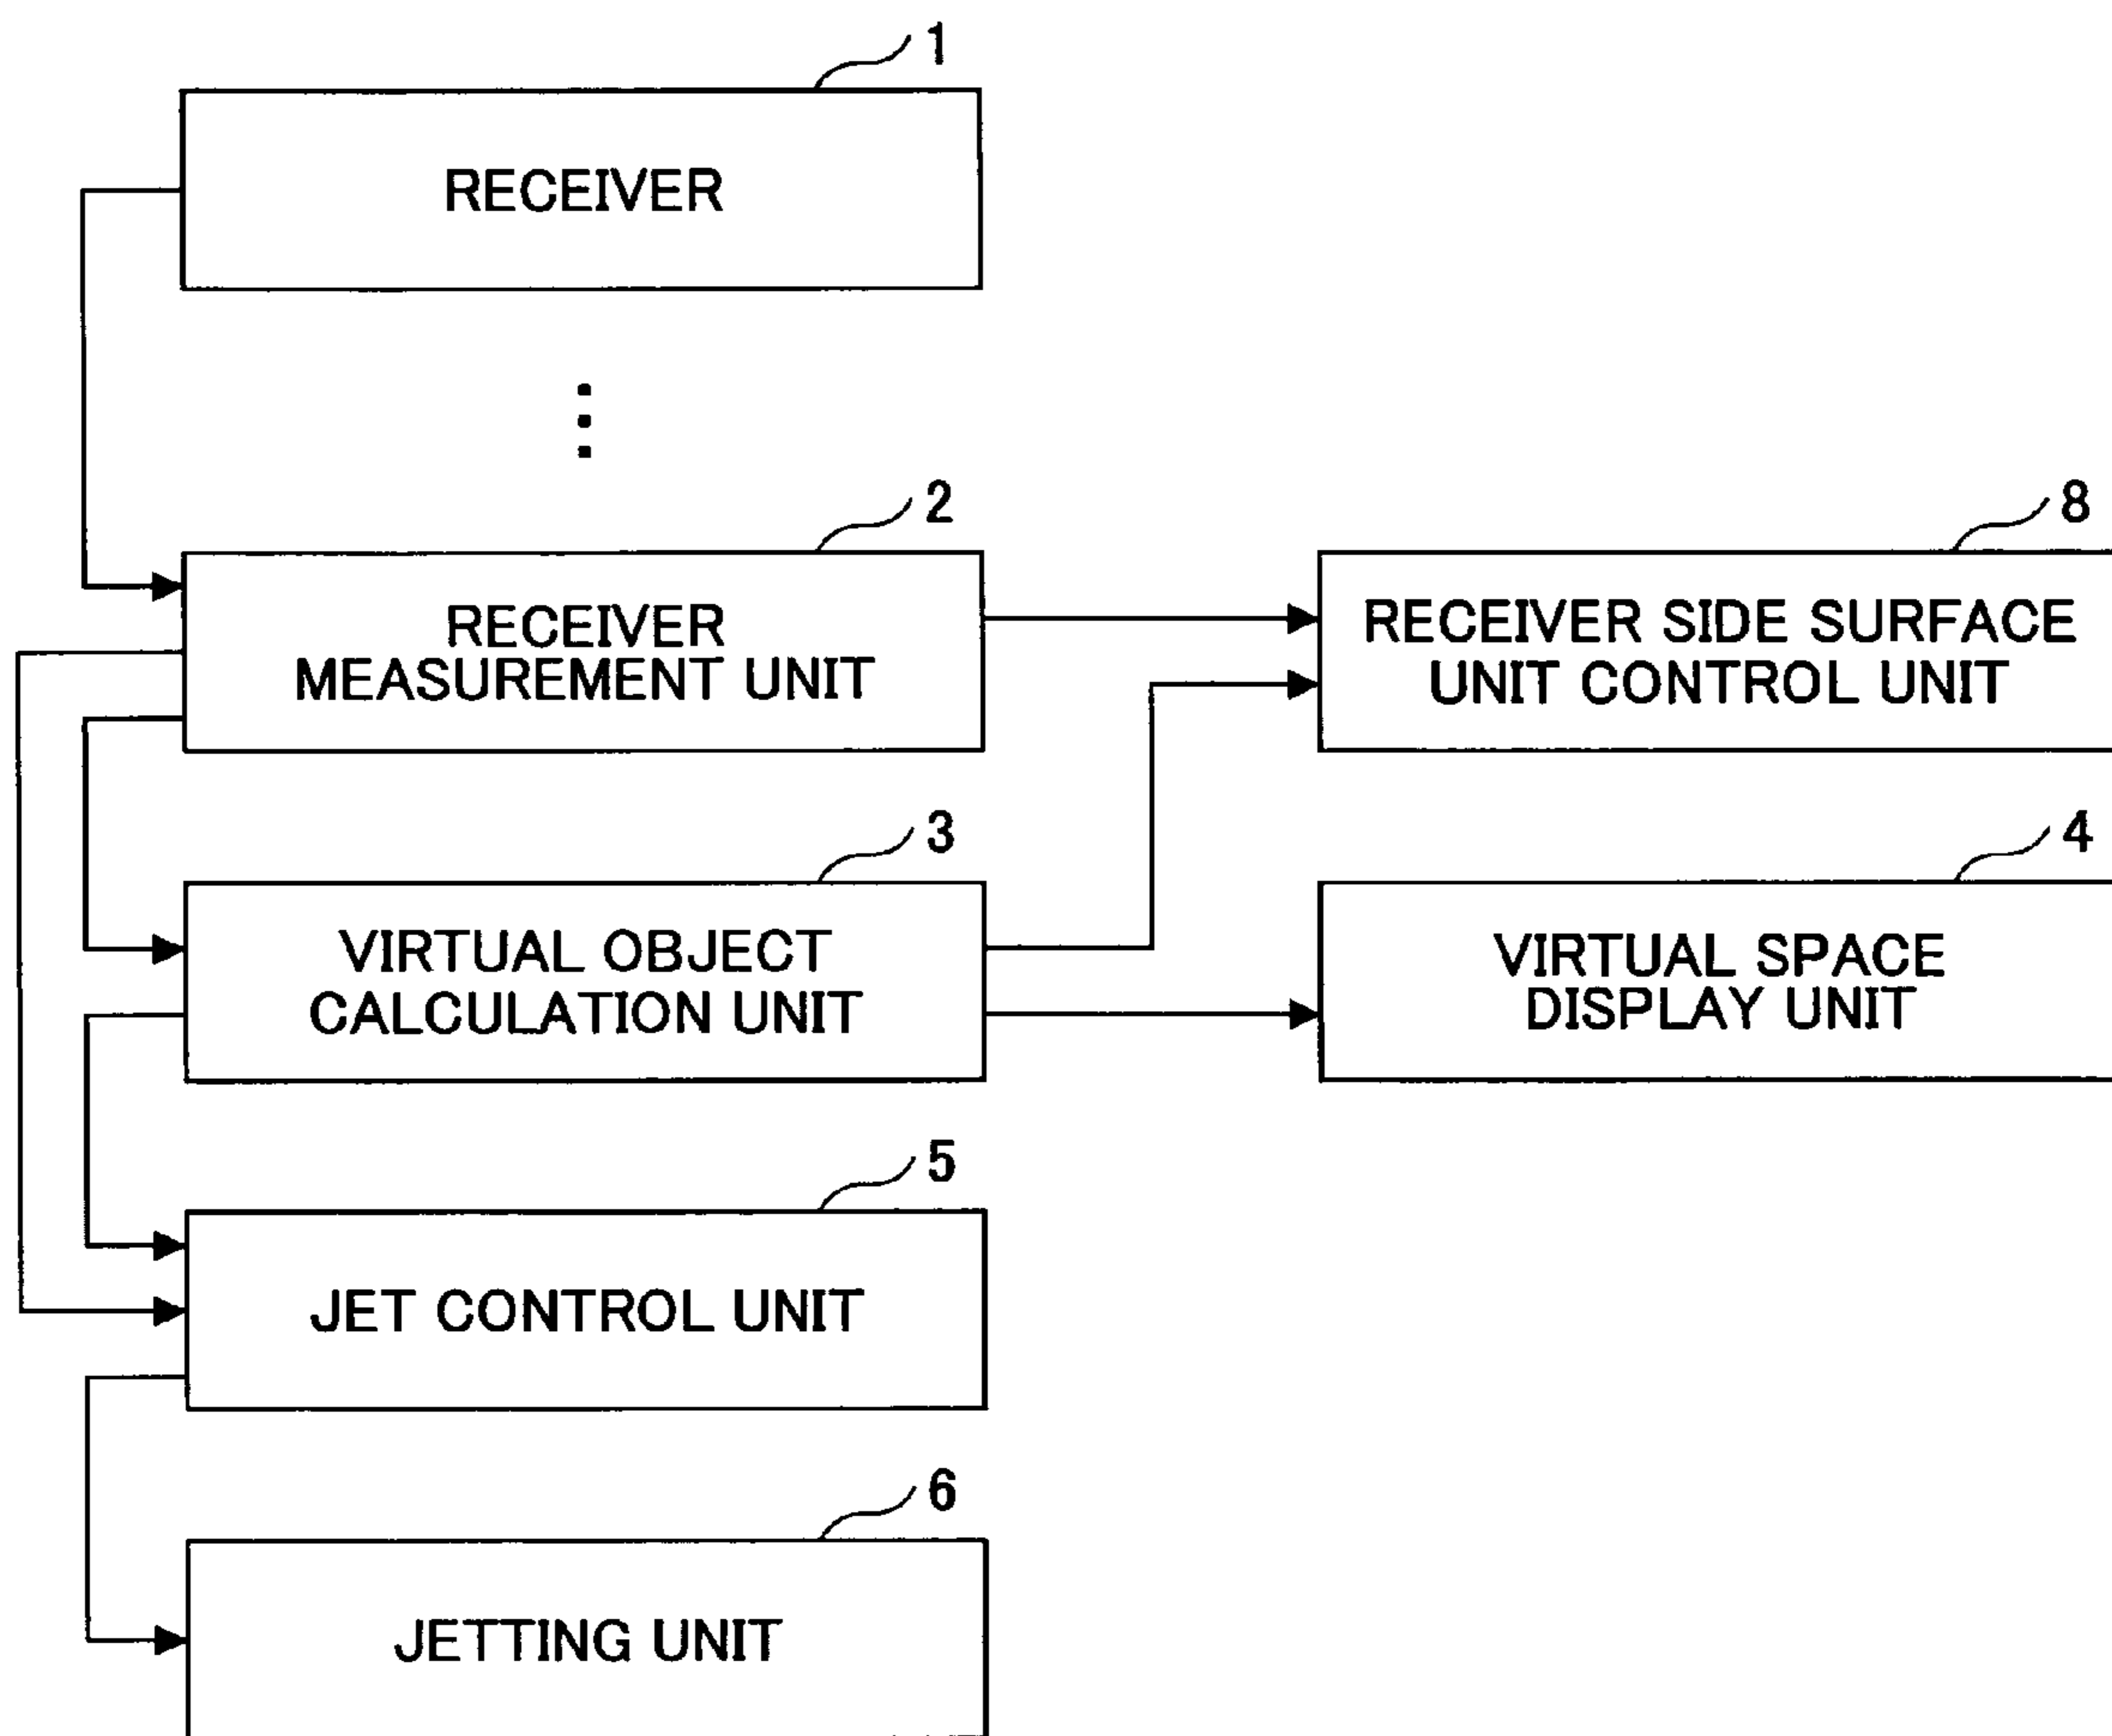 1
RECEIVER
2
RECEIVER
MEASUREMENT UNIT
8
RECEIVER SIDE SURFACE
UNIT CONTROL UNIT
3
VIRTUAL OBJECT
CALCULATION UNIT
4
VIRTUAL SPACE
DISPLAY UNIT
5
JET CONTROL UNIT
6
JETTING UNIT